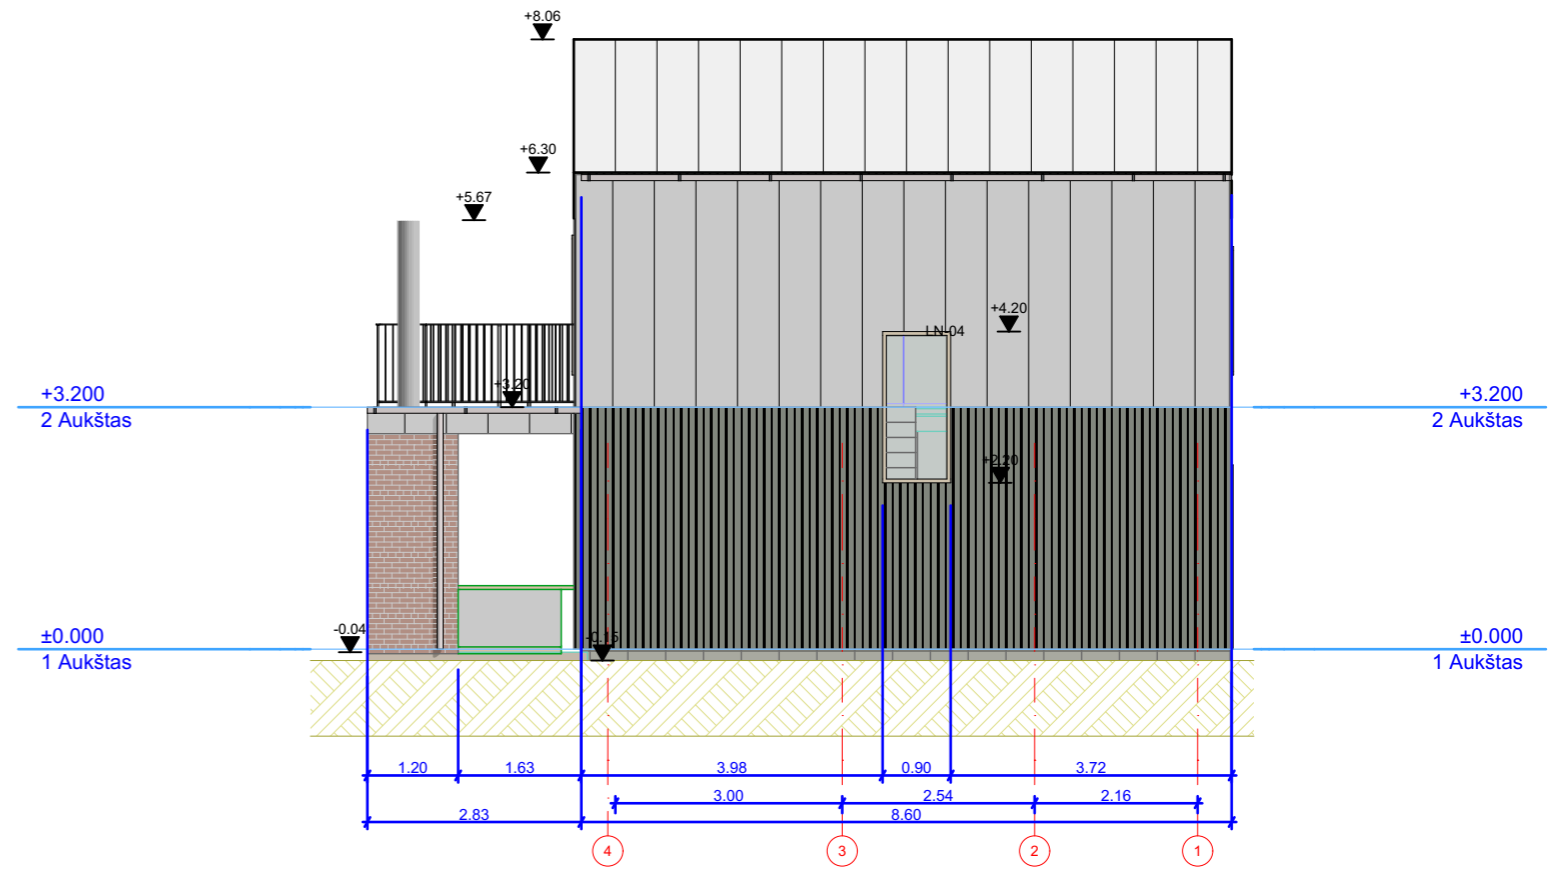 +8.06
+6.30
+5.67
+4.20
LN-04
+3.20
+3.200
2 Aukštas
+3.200
2 Aukštas
+2.20
-0.04
-0.15
±0.000
1 Aukštas
±0.000
1 Aukštas
1.20 1.63 3.98 0.90 3.72
3.00 2.54 2.16
2.83 8.60
4 3 2 1